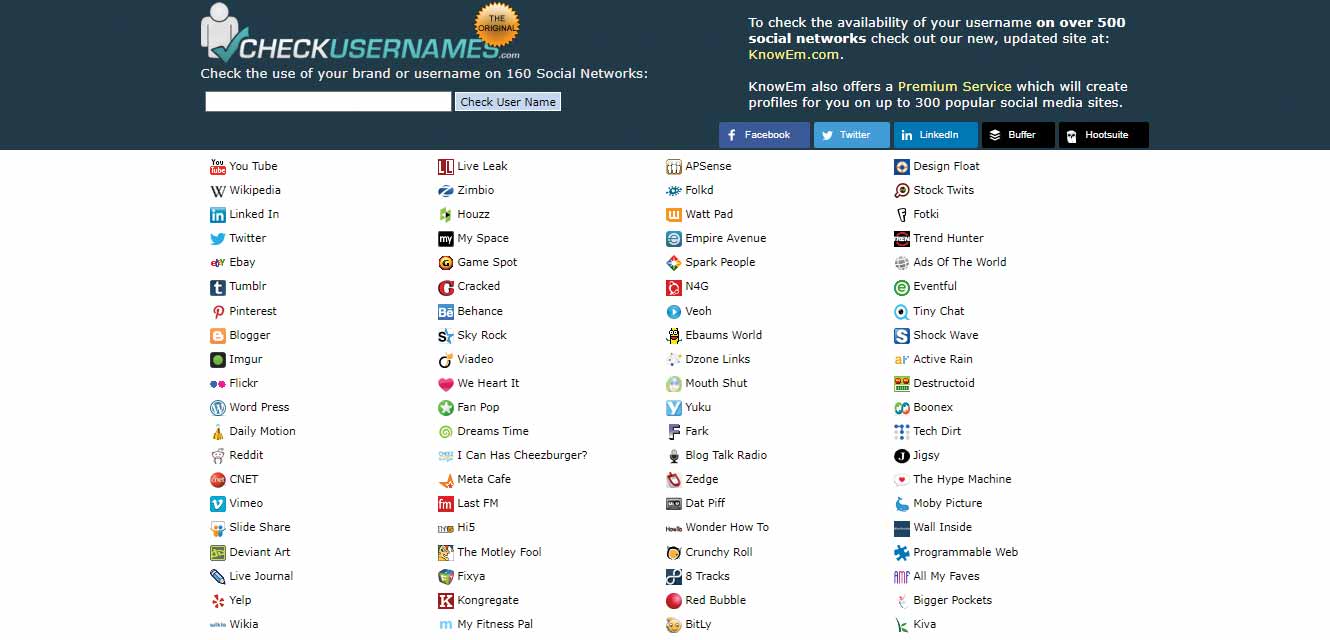 THE ORIGINAL
CHECKUSERNAMES.com
Check the use of your brand or username on 160 Social Networks:
Check User Name
To check the availability of your username on over 500
social networks check out our new, updated site at:
KnowEm.com.
KnowEm also offers a Premium Service which will create
profiles for you on up to 300 popular social media sites.
Facebook
Twitter
LinkedIn
Buffer
Hootsuite
You Tube
Wikipedia
Linked In
Twitter
Ebay
Tumblr
Pinterest
Blogger
Imgur
Flickr
Word Press
Daily Motion
Reddit
CNET
Vimeo
Slide Share
Deviant Art
Live Journal
Yelp
Wikia
Live Leak
Zimbio
Houzz
My Space
Game Spot
Cracked
Behance
Sky Rock
Viadeo
We Heart It
Fan Pop
Dreams Time
I Can Has Cheezburger?
Meta Cafe
Last FM
Hi5
The Motley Fool
Fixya
Kongregate
My Fitness Pal
APSense
Folkd
Watt Pad
Empire Avenue
Spark People
N4G
Veoh
Ebaums World
Dzone Links
Mouth Shut
Yuku
Fark
Blog Talk Radio
Zedge
Dat Piff
Wonder How To
Crunchy Roll
8 Tracks
Red Bubble
BitLy
Design Float
Stock Twits
Fotki
Trend Hunter
Ads Of The World
Eventful
Tiny Chat
Shock Wave
Active Rain
Destructoid
Boonex
Tech Dirt
Jigsy
The Hype Machine
Moby Picture
Wall Inside
Programmable Web
All My Faves
Bigger Pockets
Kiva